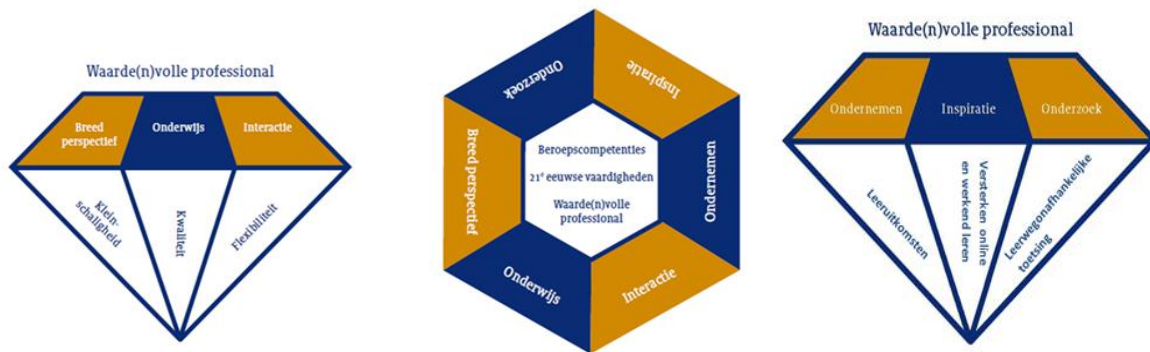 Waarde(n)volle professional
Breed
perspectief
Onderwijs
Interactie
Klein-
schaligheid
Kwaliteit
Flexibiliteit
Onderzoek
Inspiratie
Breed perspectief
Beroepscompetenties
21ᵉ eeuwse vaardigheden
Waarde(n)volle
professional
Ondernemen
Onderwijs
Interactie
Waarde(n)volle professional
Ondernemen
Inspiratie
Onderzoek
Leeruitkomsten
Versterken online
en werkend leren
Leerwegonafhankelijke
toetsing